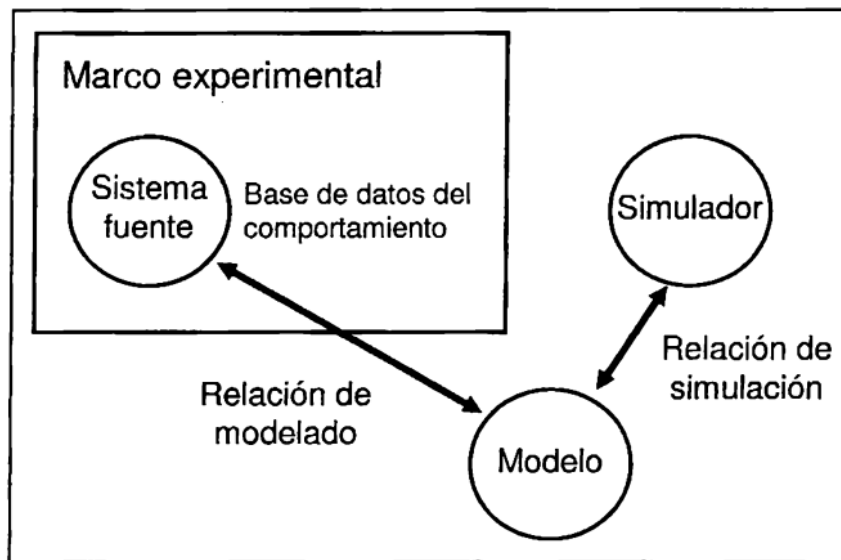 Marco experimental
Sistema
fuente
Base de datos del
comportamiento
Simulador
Relación de
modelado
Relación de
simulación
Modelo